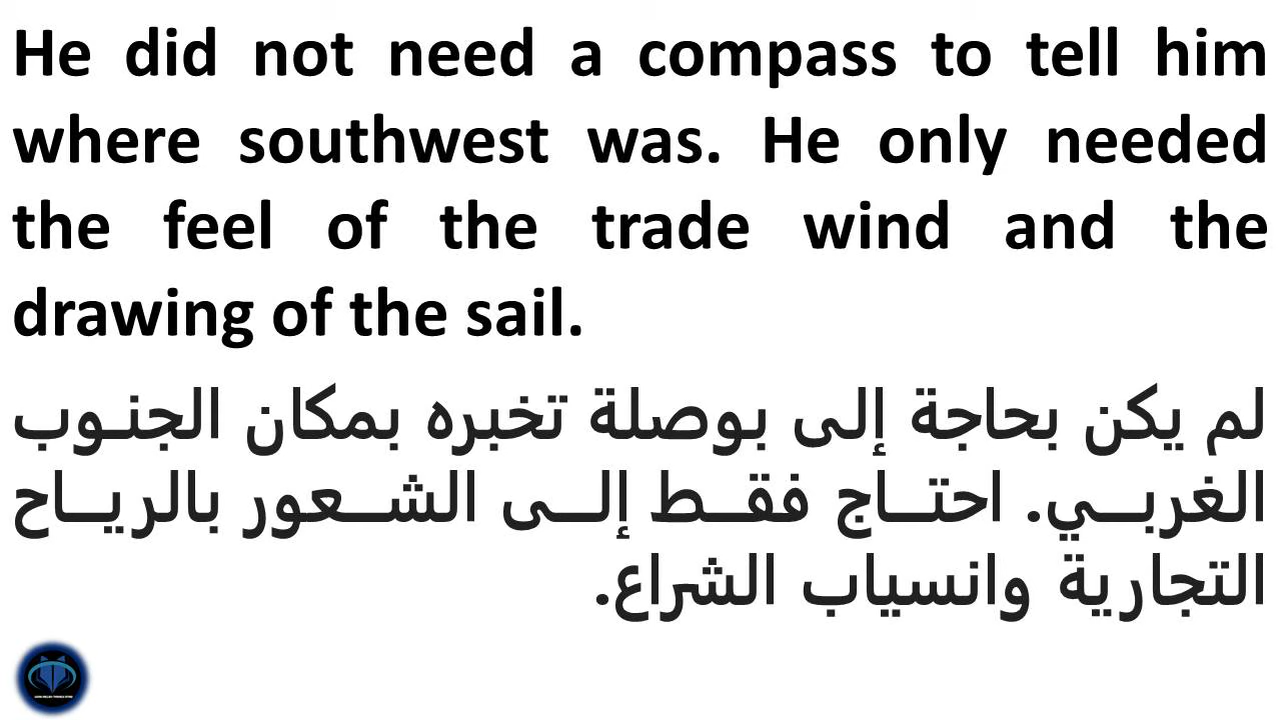 He did not need a compass to tell him
where southwest was. He only needed
the feel of the trade wind and the
drawing of the sail.
لم يكن بحاجة إلى بوصلة تخبره بمكان الجنوب
الغربي. احتاج فقط إلى الشعور بالرياح
التجارية وانسياب الشراع.